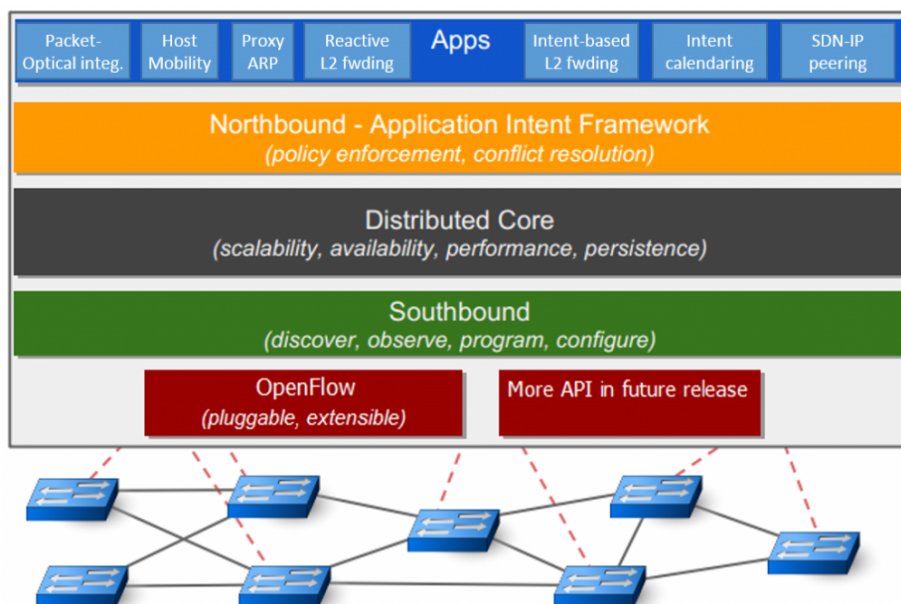 Packet-
Optical integ.
Host
Mobility
Proxy
ARP
Reactive
L2 fwding
Apps
Intent-based
L2 fwding
Intent
calendaring
SDN-IP
peering
Northbound - Application Intent Framework
(policy enforcement, conflict resolution)
Distributed Core
(scalability, availability, performance, persistence)
Southbound
(discover, observe, program, configure)
OpenFlow
(pluggable, extensible)
More API in future release